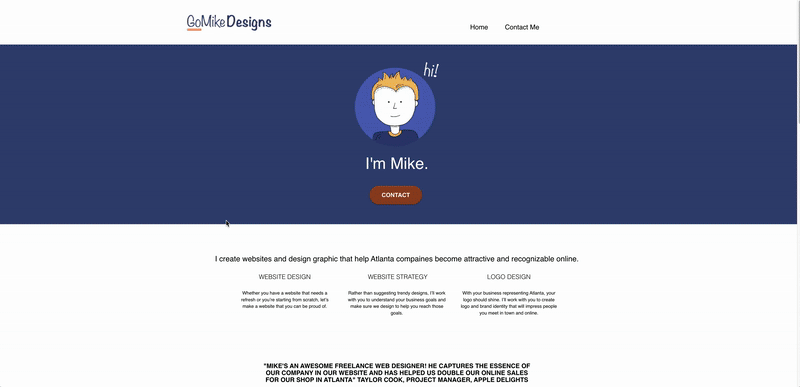 GoMikeDesigns
Home
Contact Me
hi!
I'm Mike.
CONTACT
I create websites and design graphic that help Atlanta compaines become attractive and recognizable online.
WEBSITE DESIGN
Whether you have a website that needs a
refresh or you're starting from scratch, let's
make a website that you can be proud of.
WEBSITE STRATEGY
Rather than suggesting trendy designs, I'll work
with you to understand your business goals and
make sure we design to help you reach those
goals.
LOGO DESIGN
With your business representing Atlanta, your
logo should shine. I'll work with you to create
logo and brand identity that will impress people
you meet in town and online.
"MIKE'S AN AWESOME FREELANCE WEB DESIGNER! HE CAPTURES THE ESSENCE OF
OUR COMPANY IN OUR WEBSITE AND HAS HELPED US DOUBLE OUR ONLINE SALES
FOR OUR SHOP IN ATLANTA" TAYLOR COOK, PROJECT MANAGER, APPLE DELIGHTS